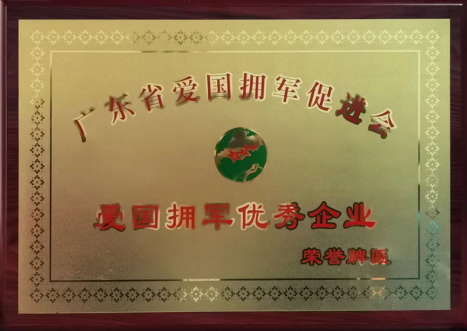 广东省爱国拥军促进会
爱国拥军优秀企业
荣誉牌匾